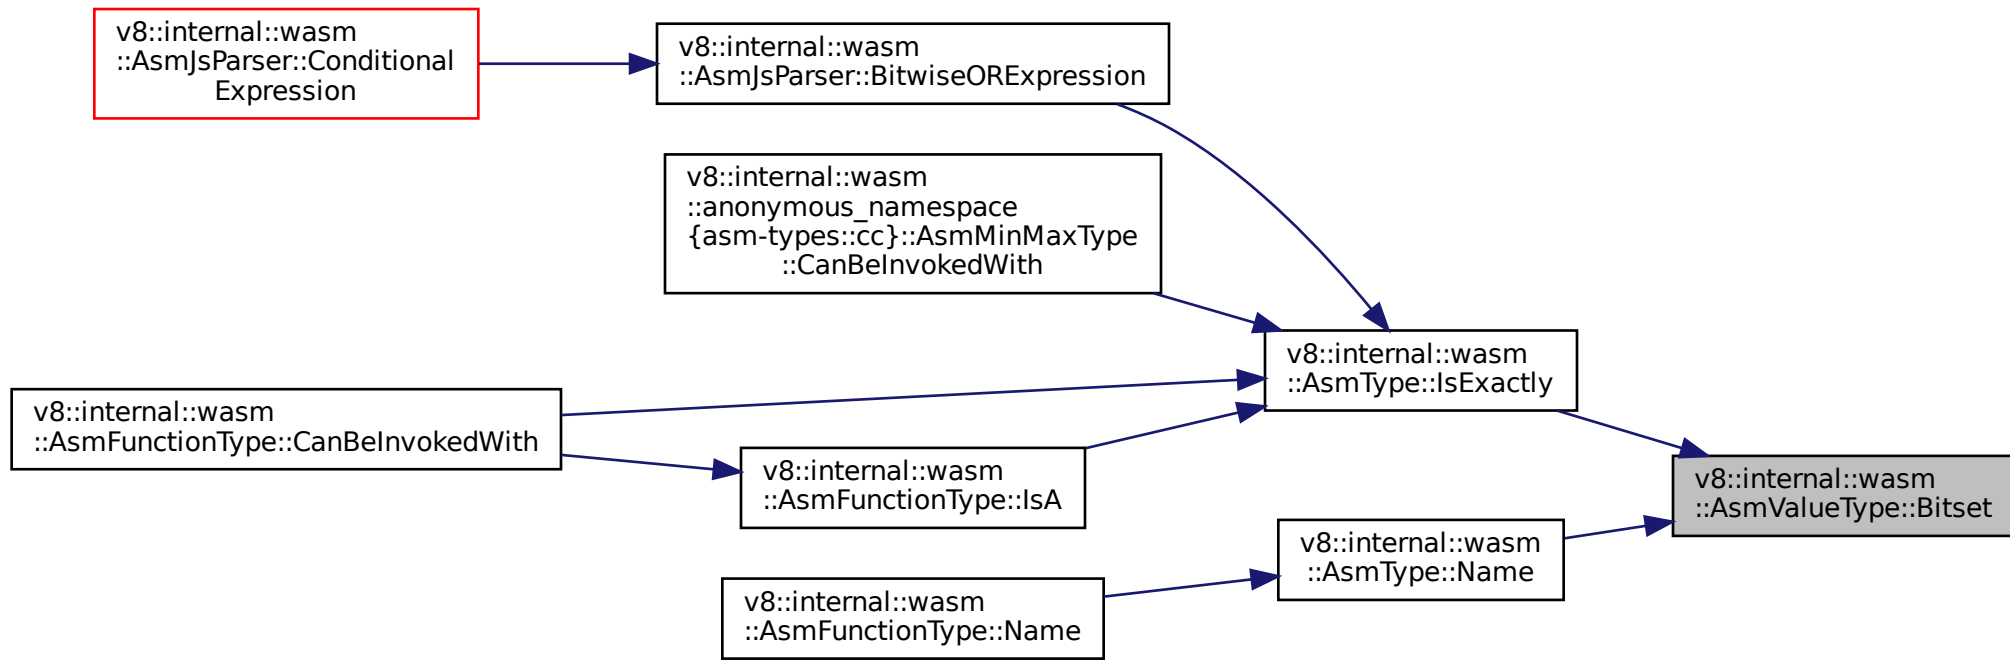 v8::internal::wasm
::AsmJsParser::Conditional
Expression
v8::internal::wasm
::AsmJsParser::BitwiseORExpression
v8::internal::wasm
::anonymous_namespace
{asm-types::cc}::AsmMinMaxType
::CanBeInvokedWith
v8::internal::wasm
::AsmType::IsExactly
v8::internal::wasm
::AsmFunctionType::CanBeInvokedWith
v8::internal::wasm
::AsmFunctionType::IsA
v8::internal::wasm
::AsmValueType::Bitset
v8::internal::wasm
::AsmType::Name
v8::internal::wasm
::AsmFunctionType::Name